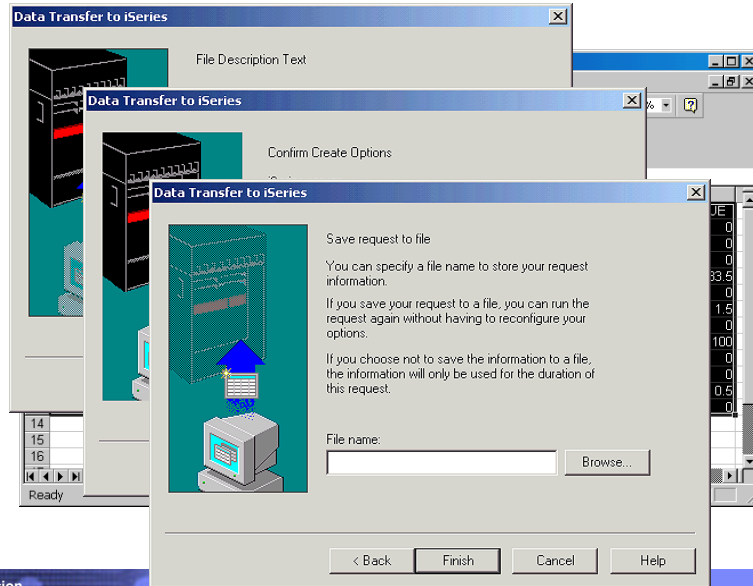 Data Transfer to iSeries
File Description Text
Data Transfer to iSeries
%
Confirm Create Options
Data Transfer to iSeries
UE
0
0
0
33.5
0
1.5
0
100
0
0
0.5
0
Save request to file
You can specify a file name to store your request
information.
If you save your request to a file, you can run the
request again without having to reconfigure your
options.
If you choose not to save the information to a file,
the information will only be used for the duration of
this request.
File name:
Browse...
14
15
16
Ready
< Back
Finish
Cancel
Help